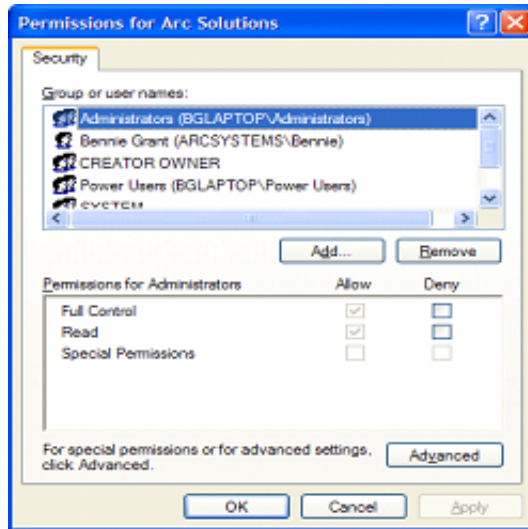 Permissions for Arc Solutions
Security
Group or user names:
Administrators (BGLAPTOP\Administrators)
Bennie Grant (ARCSYSTEMS\Bennie)
CREATOR OWNER
Power Users (BGLAPTOP\Power Users)
SYSTEM
Add... Remove
Permissions for Administrators Allow Deny
Full Control
Read
Special Permissions
For special permissions or for advanced settings,
click Advanced. Advanced
OK Cancel Apply